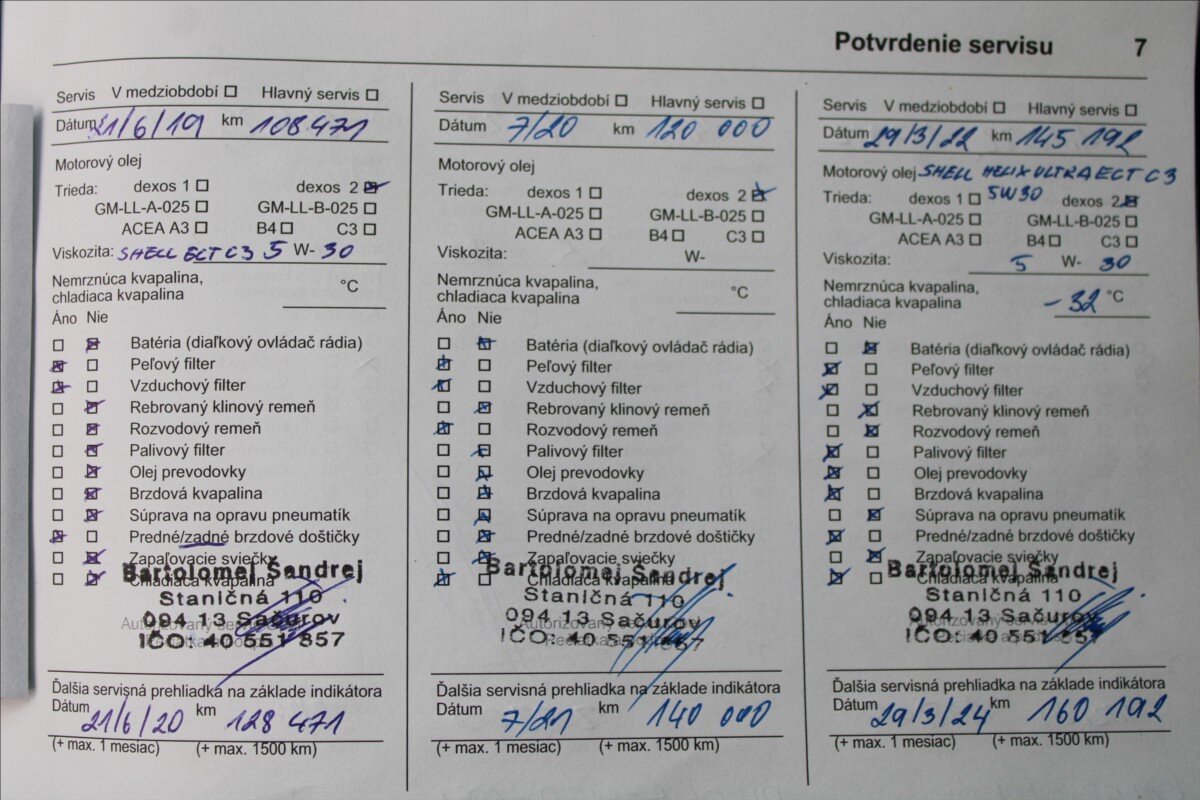 Potvrdenie servisu 7
Servis V medziobdobí Hlavný servis
Dátum 21/6/19 km 108 471
Motorový olej
Trieda: dexos 1 dexos 2
GM-LL-A-025 GM-LL-B-025
ACEA A3 B4 C3
Viskozita: SHELL ECT C3 5 W- 30
Nemrznúca kvapalina,
chladiaca kvapalina °C
Áno Nie
Batéria (diaľkový ovládač rádia)
Peľový filter
Vzduchový filter
Rebrovaný klinový remeň
Rozvodový remeň
Palivový filter
Olej prevodovky
Brzdová kvapalina
Súprava na opravu pneumatík
Predné/zadné brzdové doštičky
Zapaľovacie sviečky
Chladiaca kvapalina
Bartolomej Šandrej
Staničná 110
094 13 Sačurov
IČO: 40 551 857
Ďalšia servisná prehliadka na základe indikátora
Dátum 21/6/20 km 128 471
(+ max. 1 mesiac) (+ max. 1500 km)
Servis V medziobdobí Hlavný servis
Dátum 7/20 km 120 000
Motorový olej
Trieda: dexos 1 dexos 2
GM-LL-A-025 GM-LL-B-025
ACEA A3 B4 C3
Viskozita: W-
Nemrznúca kvapalina,
chladiaca kvapalina °C
Áno Nie
Batéria (diaľkový ovládač rádia)
Peľový filter
Vzduchový filter
Rebrovaný klinový remeň
Rozvodový remeň
Palivový filter
Olej prevodovky
Brzdová kvapalina
Súprava na opravu pneumatík
Predné/zadné brzdové doštičky
Zapaľovacie sviečky
Chladiaca kvapalina
Bartolomej Šandrej
Staničná 110
094 13 Sačurov
IČO: 40 551 857
Ďalšia servisná prehliadka na základe indikátora
Dátum 7/21 km 140 000
(+ max. 1 mesiac) (+ max. 1500 km)
Servis V medziobdobí Hlavný servis
Dátum 29/3/22 km 145 192
Motorový olej SHELL HELIX ULTRA ECT C3
5W30
Trieda: dexos 1 dexos 2
GM-LL-A-025 GM-LL-B-025
ACEA A3 B4 C3
Viskozita: 5 W- 30
Nemrznúca kvapalina,
chladiaca kvapalina -32 °C
Áno Nie
Batéria (diaľkový ovládač rádia)
Peľový filter
Vzduchový filter
Rebrovaný klinový remeň
Rozvodový remeň
Palivový filter
Olej prevodovky
Brzdová kvapalina
Súprava na opravu pneumatík
Predné/zadné brzdové doštičky
Zapaľovacie sviečky
Chladiaca kvapalina
Bartolomej Šandrej
Staničná 110
094 13 Sačurov
IČO: 40 551 857
Ďalšia servisná prehliadka na základe indikátora
Dátum 29/3/24 km 160 192
(+ max. 1 mesiac) (+ max. 1500 km)